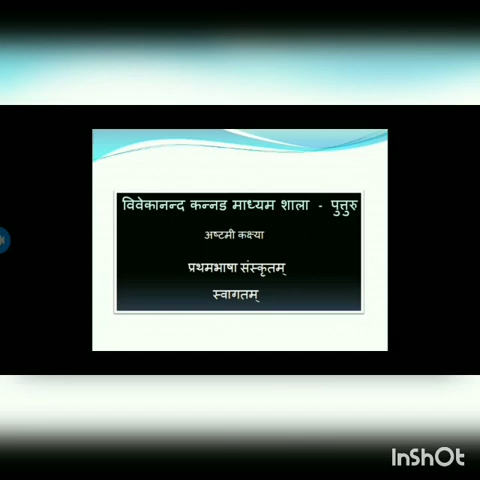 विवेकानन्द कन्नड माध्यम शाला - पुत्तुरु
अष्टमी कक्ष्या
प्रथमभाषा संस्कृतम्
स्वागतम्
InShOt